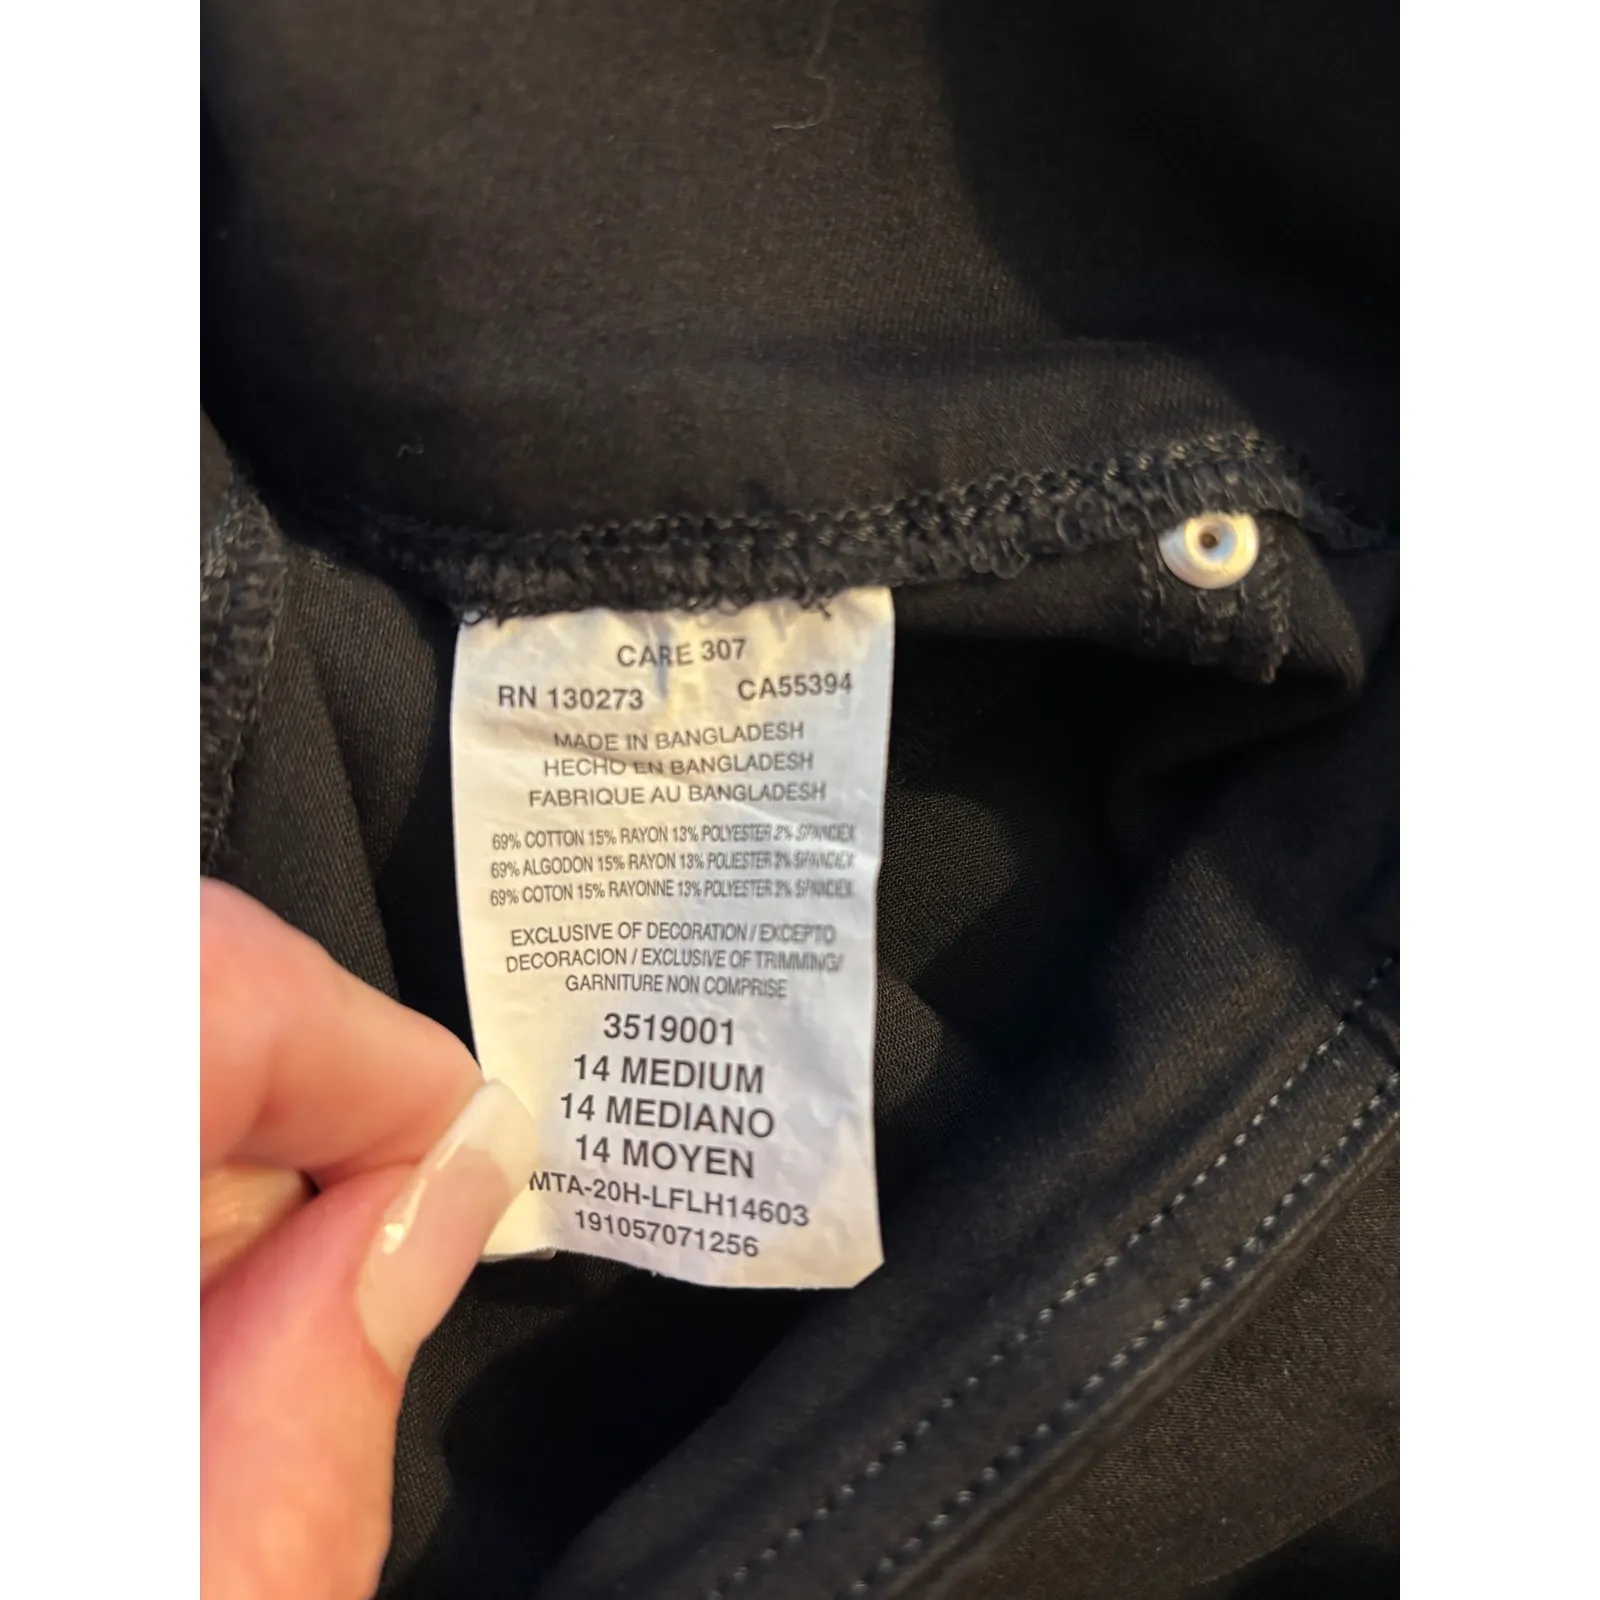 CARE 307
RN 130273 CA55394
MADE IN BANGLADESH
HECHO EN BANGLADESH
FABRIQUE AU BANGLADESH
69% COTTON 15% RAYON 13% POLYESTER 2% SPANDEX
69% ALGODON 15% RAYON 13% POLIESTER 2% SPANDEX
69% COTON 15% RAYONNE 13% POLYESTER SPANDEX
EXCLUSIVE OF DECORATION / EXCEPTO
DECORACION / EXCLUSIVE OF TRIMMING/
GARNITURE NON COMPRISE
3519001
14 MEDIUM
14 MEDIANO
14 MOYEN
MTA-20H-LFLH14603
191057071256